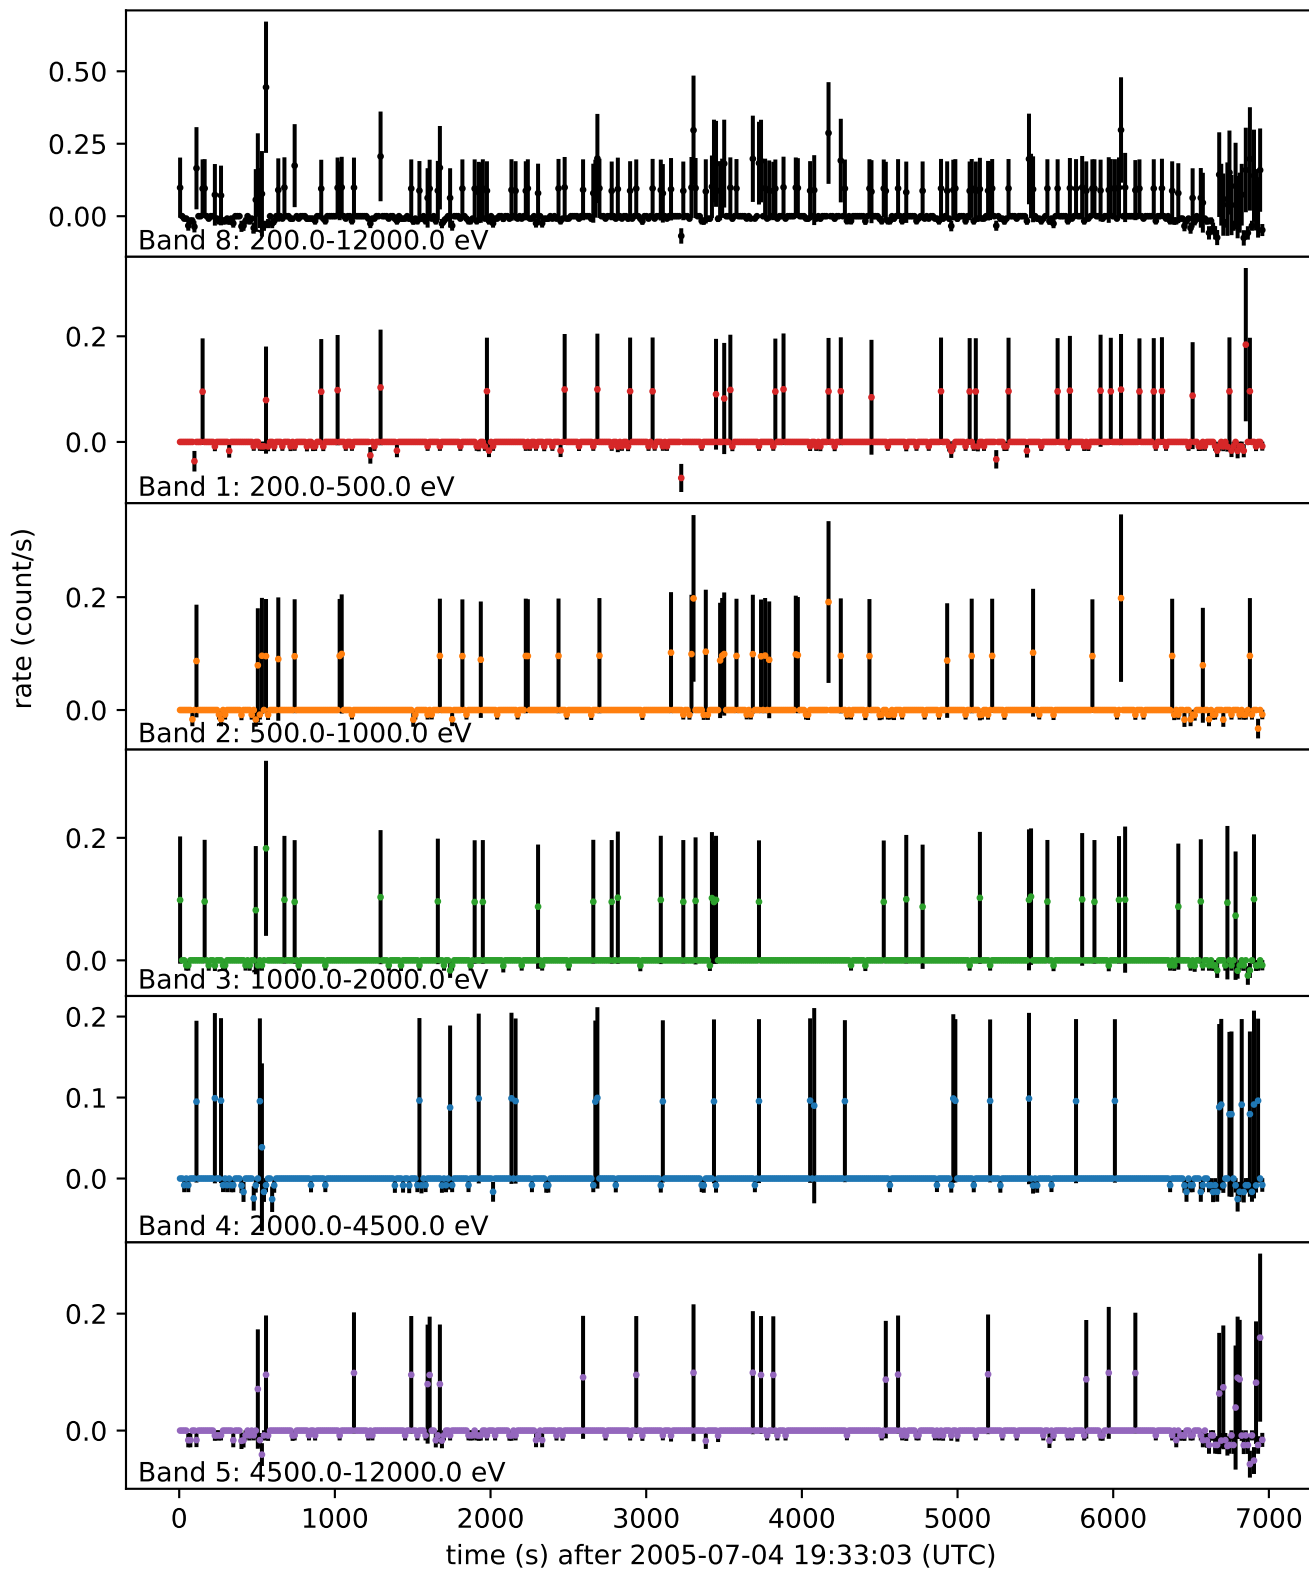 0.50
0.25
0.00
Band 8: 200.0-12000.0 eV
0.2
0.0
Band 1: 200.0-500.0 eV
0.2
0.0
Band 2: 500.0-1000.0 eV
rate (count/s)
0.2
0.0
Band 3: 1000.0-2000.0 eV
0.2
0.1
0.0
Band 4: 2000.0-4500.0 eV
0.2
0.0
Band 5: 4500.0-12000.0 eV
0 1000 2000 3000 4000 5000 6000 7000
time (s) after 2005-07-04 19:33:03 (UTC)